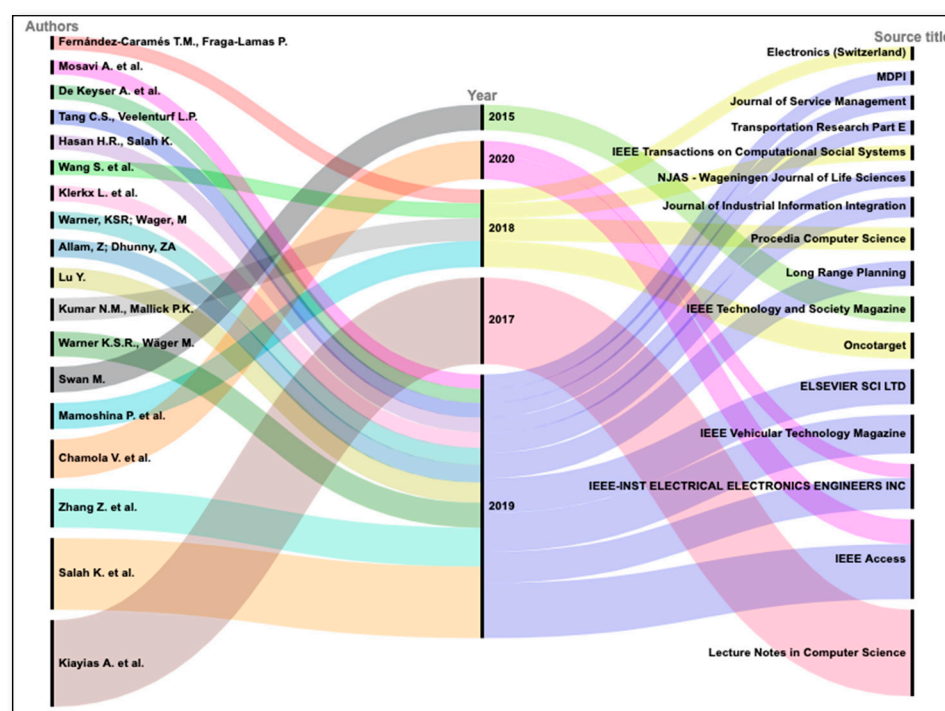 Authors
Fernández-Caramés T.M., Fraga-Lamas P.
Mosavi A. et al.
De Keyser A. et al.
Tang C.S., Veelenturf L.P.
Hasan H.R., Salah K.
Wang S. et al.
Klerkx L. et al.
Warner, KSR; Wager, M
Allam, Z; Dhunny, ZA
Lu Y.
Kumar N.M., Mallick P.K.
Warner K.S.R., Wäger M.
Swan M.
Mamoshina P. et al.
Chamola V. et al.
Zhang Z. et al.
Salah K. et al.
Kiayias A. et al.
Year
2015
2020
2018
2017
2019
Source title
Electronics (Switzerland)
MDPI
Journal of Service Management
Transportation Research Part E
IEEE Transactions on Computational Social Systems
NJAS - Wageningen Journal of Life Sciences
Journal of Industrial Information Integration
Procedia Computer Science
Long Range Planning
IEEE Technology and Society Magazine
Oncotarget
ELSEVIER SCI LTD
IEEE Vehicular Technology Magazine
IEEE-INST ELECTRICAL ELECTRONICS ENGINEERS INC
IEEE Access
Lecture Notes in Computer Science